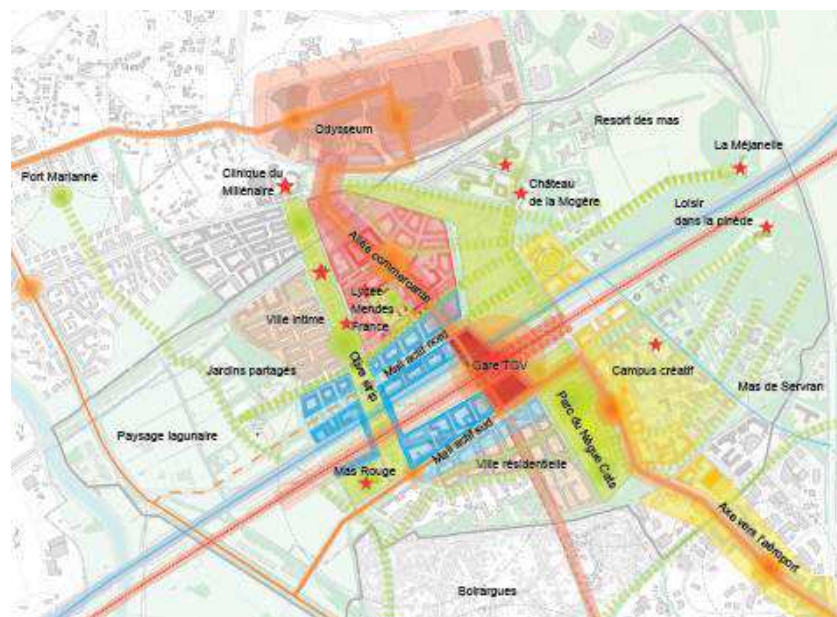 Odysseum
Resort des mas
La Méjanelle
Port Marianne
Clinique du
Millénaire
Château
de la Mogère
Loisir
dans la pinède
Allée commerçante
Lycée
Mendes
France
Ville intime
Mail actif nord
Gare TGV
Jardins partagés
Campus créatif
Mas de Servran
Paysage lagunaire
Mail actif sud
Parc du Nègue Cats
Mas Rouge
Ville résidentielle
Axe vers l'aéroport
Boirargues